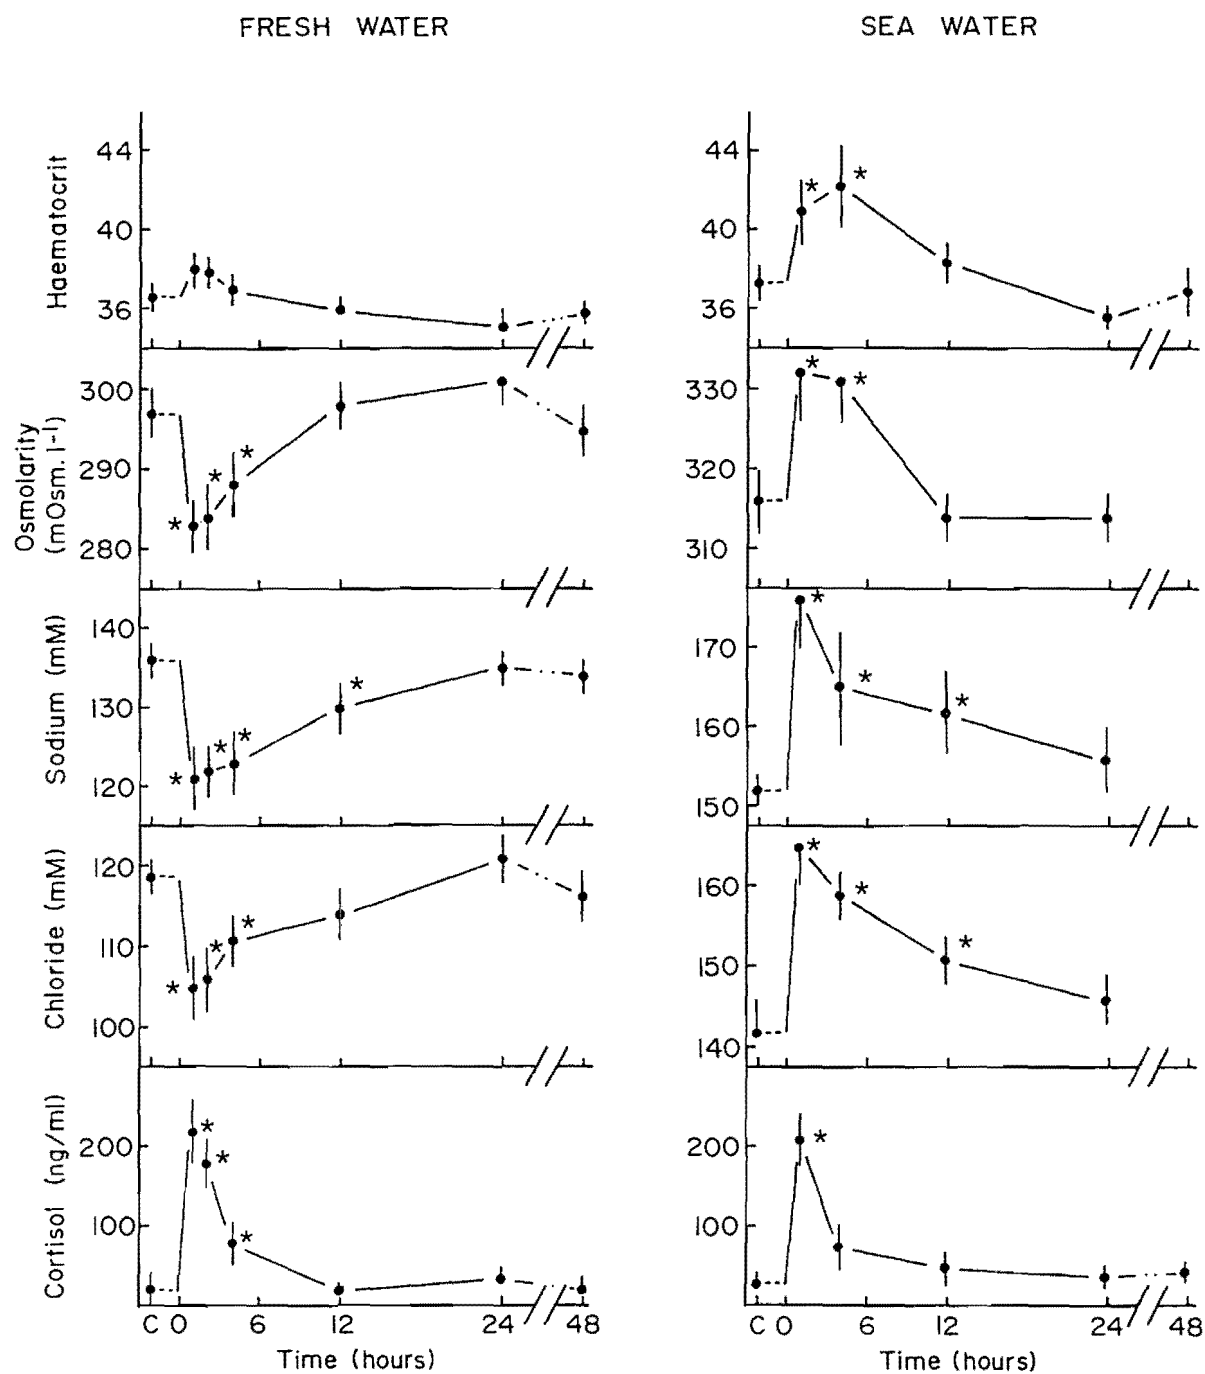 FRESH WATER
SEA WATER
Haematocrit
44
40
36
44
40
36
Osmolarity
(mOsm. l-1)
300
290
280
* * *
* *
330
320
310
* *
Sodium (mM)
140
130
120
* * * *
170
160
150
* * *
Chloride (mM)
120
110
100
* * *
160
150
140
* * *
Cortisol (ng/ml)
200
100
* * *
200
100
*
C 0 6 12 24 48
C 0 6 12 24 48
Time (hours)
Time (hours)